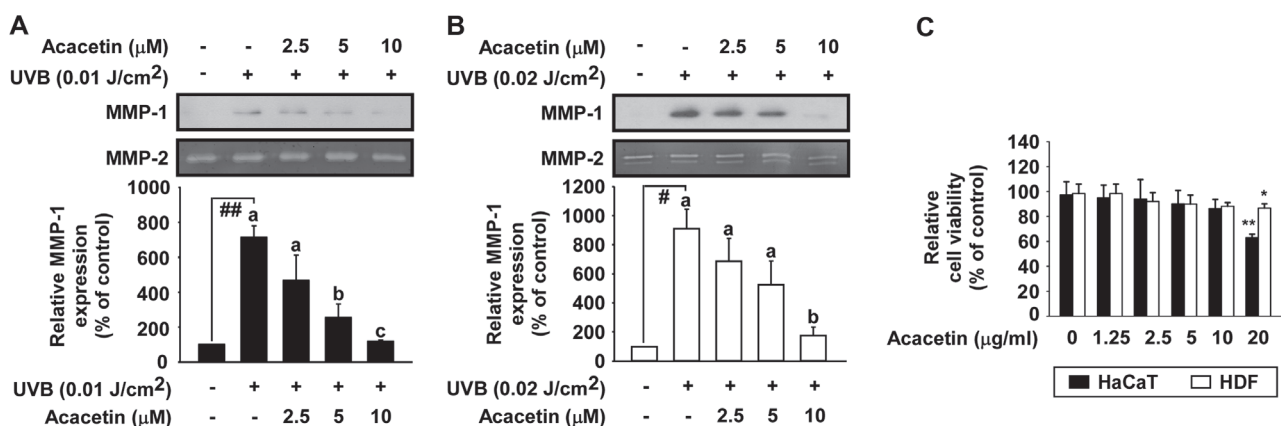 A
Acacetin (μM) - - 2.5 5 10
UVB (0.01 J/cm2) - + + + +
MMP-1
MMP-2
Relative MMP-1
expression
(% of control)
1000
800
600
400
200
0
##
a
a
b
c
UVB (0.01 J/cm2) - + + + +
Acacetin (μM) - - 2.5 5 10
B
Acacetin (μM) - - 2.5 5 10
UVB (0.02 J/cm2) - + + + +
MMP-1
MMP-2
Relative MMP-1
expression
(% of control)
1200
1000
800
600
400
200
0
#
a
a
a
b
UVB (0.02 J/cm2) - + + + +
Acacetin (μM) - - 2.5 5 10
C
Relative
cell viability
(% of control)
140
120
100
80
60
40
20
0
**
*
Acacetin (μg/ml) 0 1.25 2.5 5 10 20
HaCaT HDF